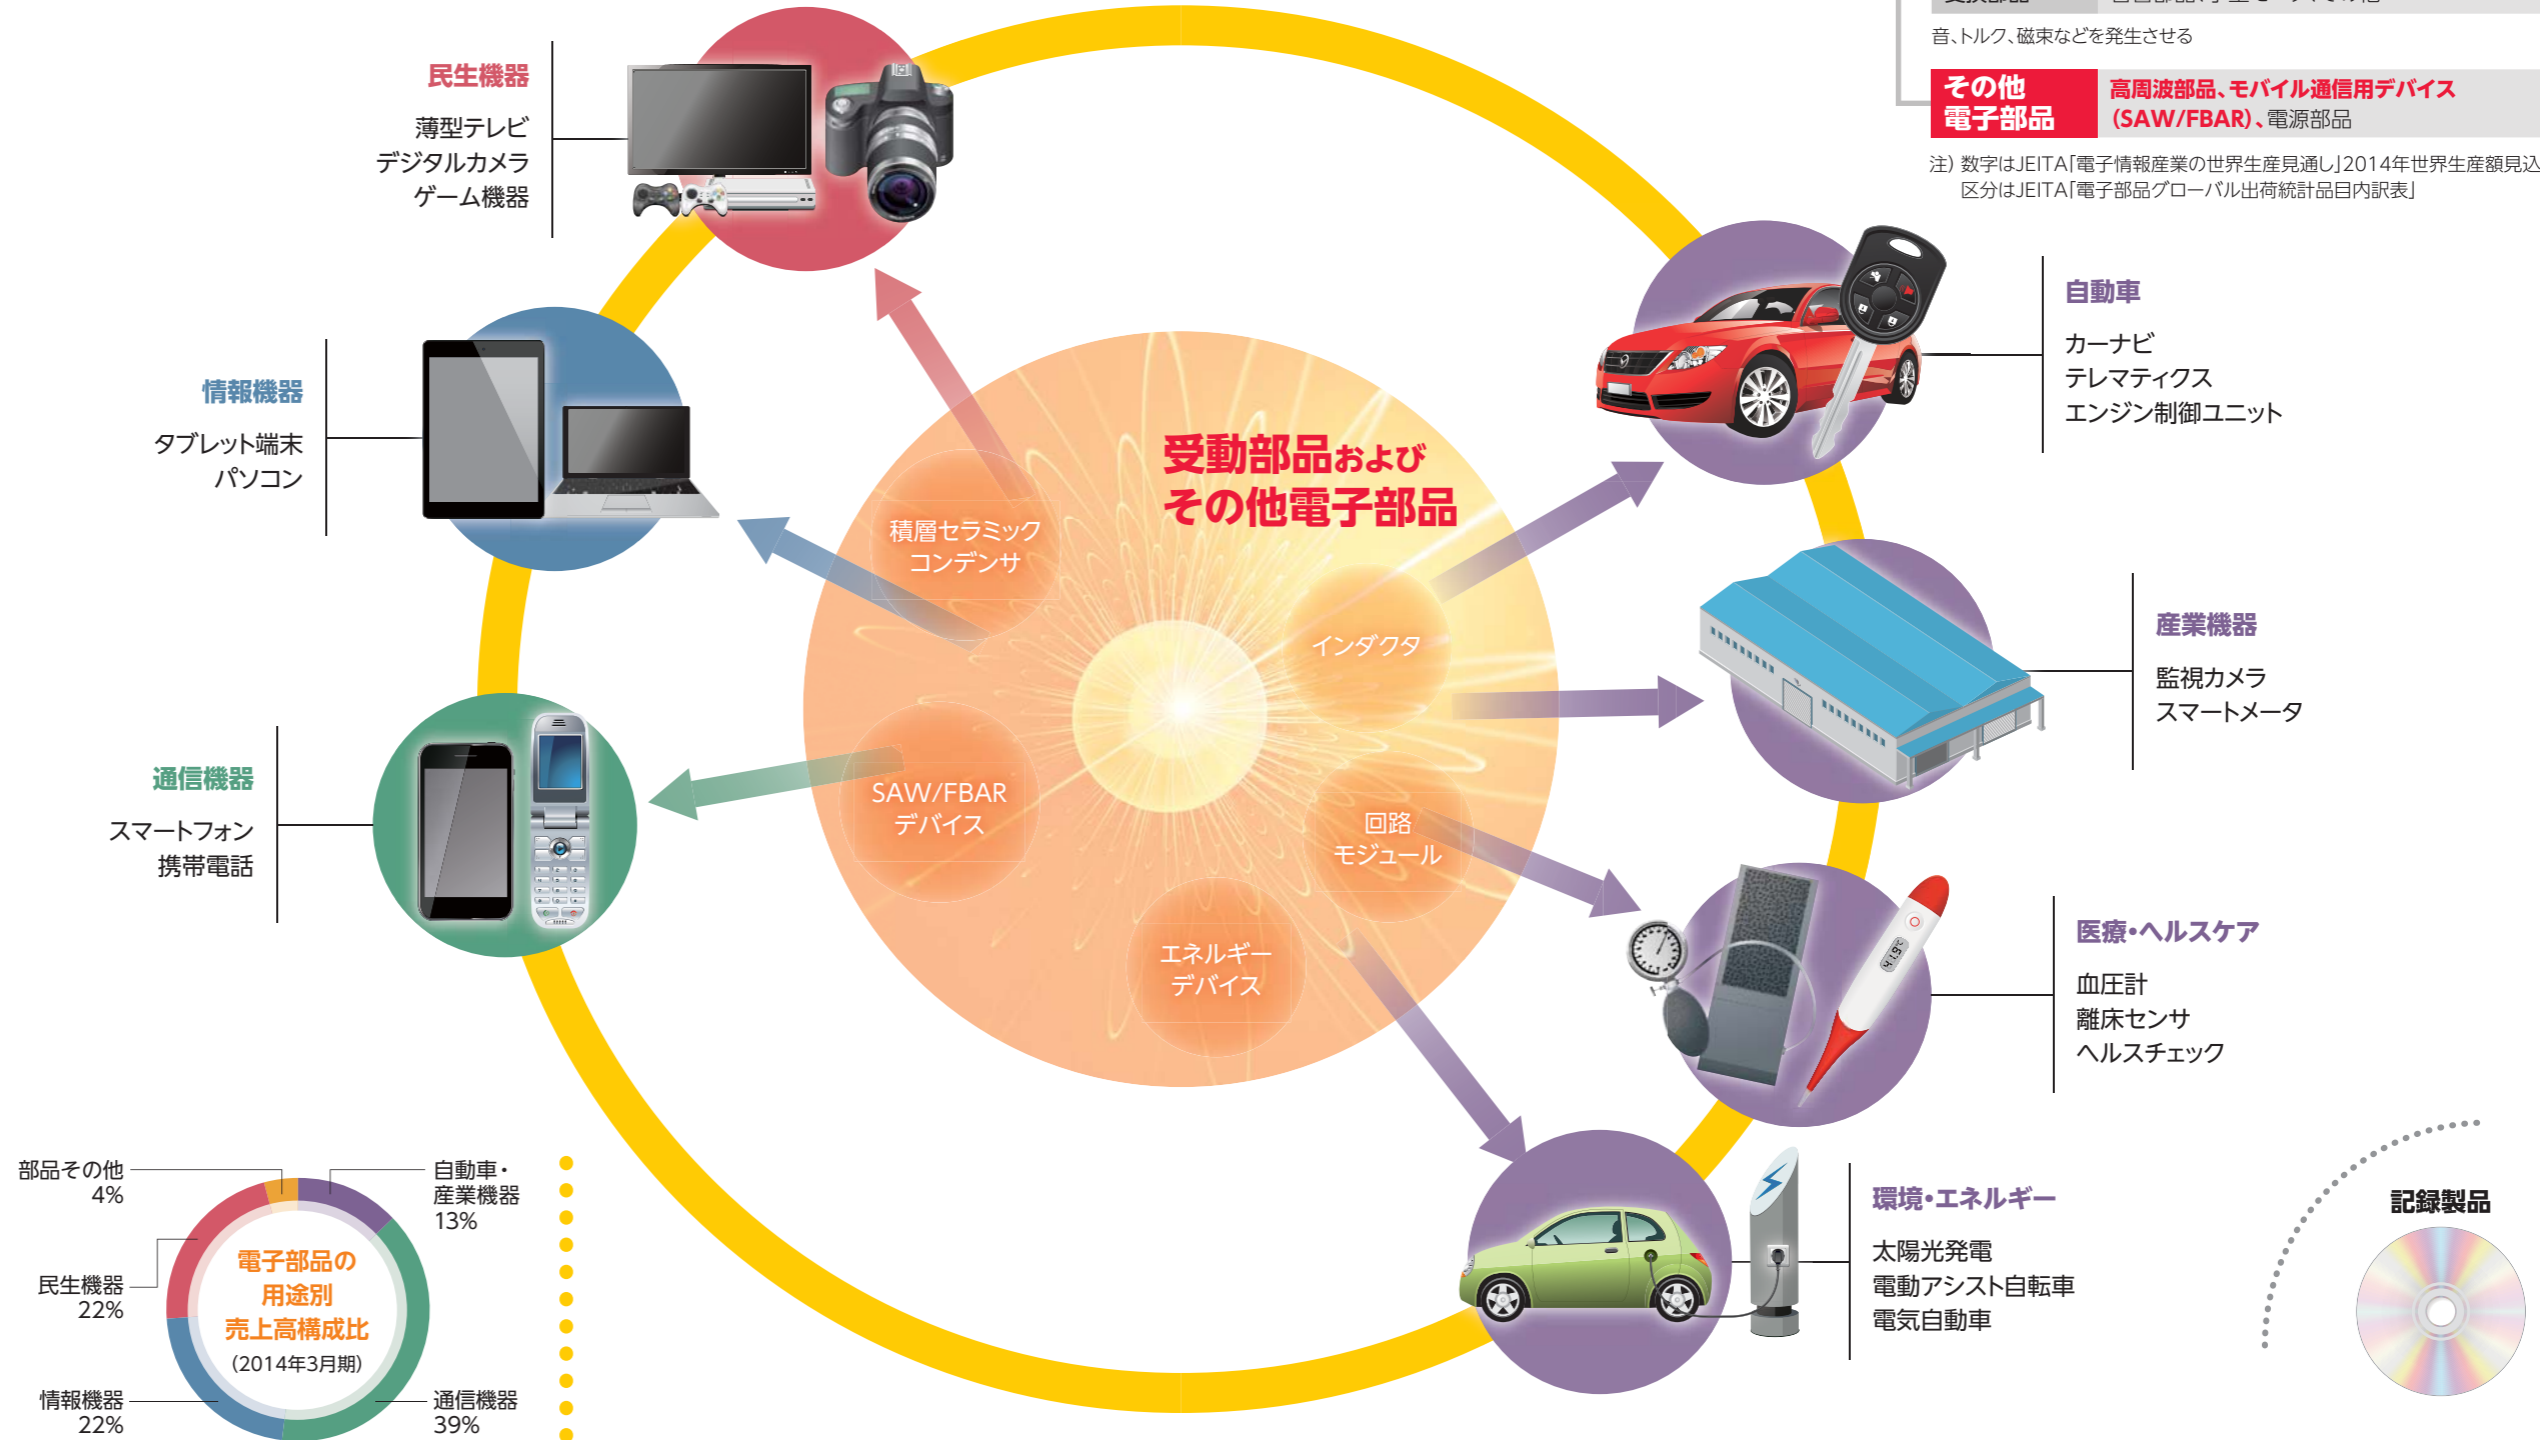 音、トルク、磁束などを発生させる
その他
電子部品
高周波部品、モバイル通信用デバイス
(SAW/FBAR)、電源部品
注) 数字はJEITA「電子情報産業の世界生産見通し」2014年世界生産額見込
区分はJEITA「電子部品グローバル出荷統計品目内訳表」
民生機器
薄型テレビ
デジタルカメラ
ゲーム機器
情報機器
タブレット端末
パソコン
通信機器
スマートフォン
携帯電話
受動部品および
その他電子部品
積層セラミック
コンデンサ
インダクタ
SAW/FBAR
デバイス
回路
モジュール
エネルギー
デバイス
自動車
カーナビ
テレマティクス
エンジン制御ユニット
産業機器
監視カメラ
スマートメータ
医療・ヘルスケア
血圧計
離床センサ
ヘルスチェック
環境・エネルギー
太陽光発電
電動アシスト自転車
電気自動車
記録製品
部品その他
4%
自動車・
産業機器
13%
民生機器
22%
情報機器
22%
通信機器
39%
電子部品の
用途別
売上高構成比
(2014年3月期)